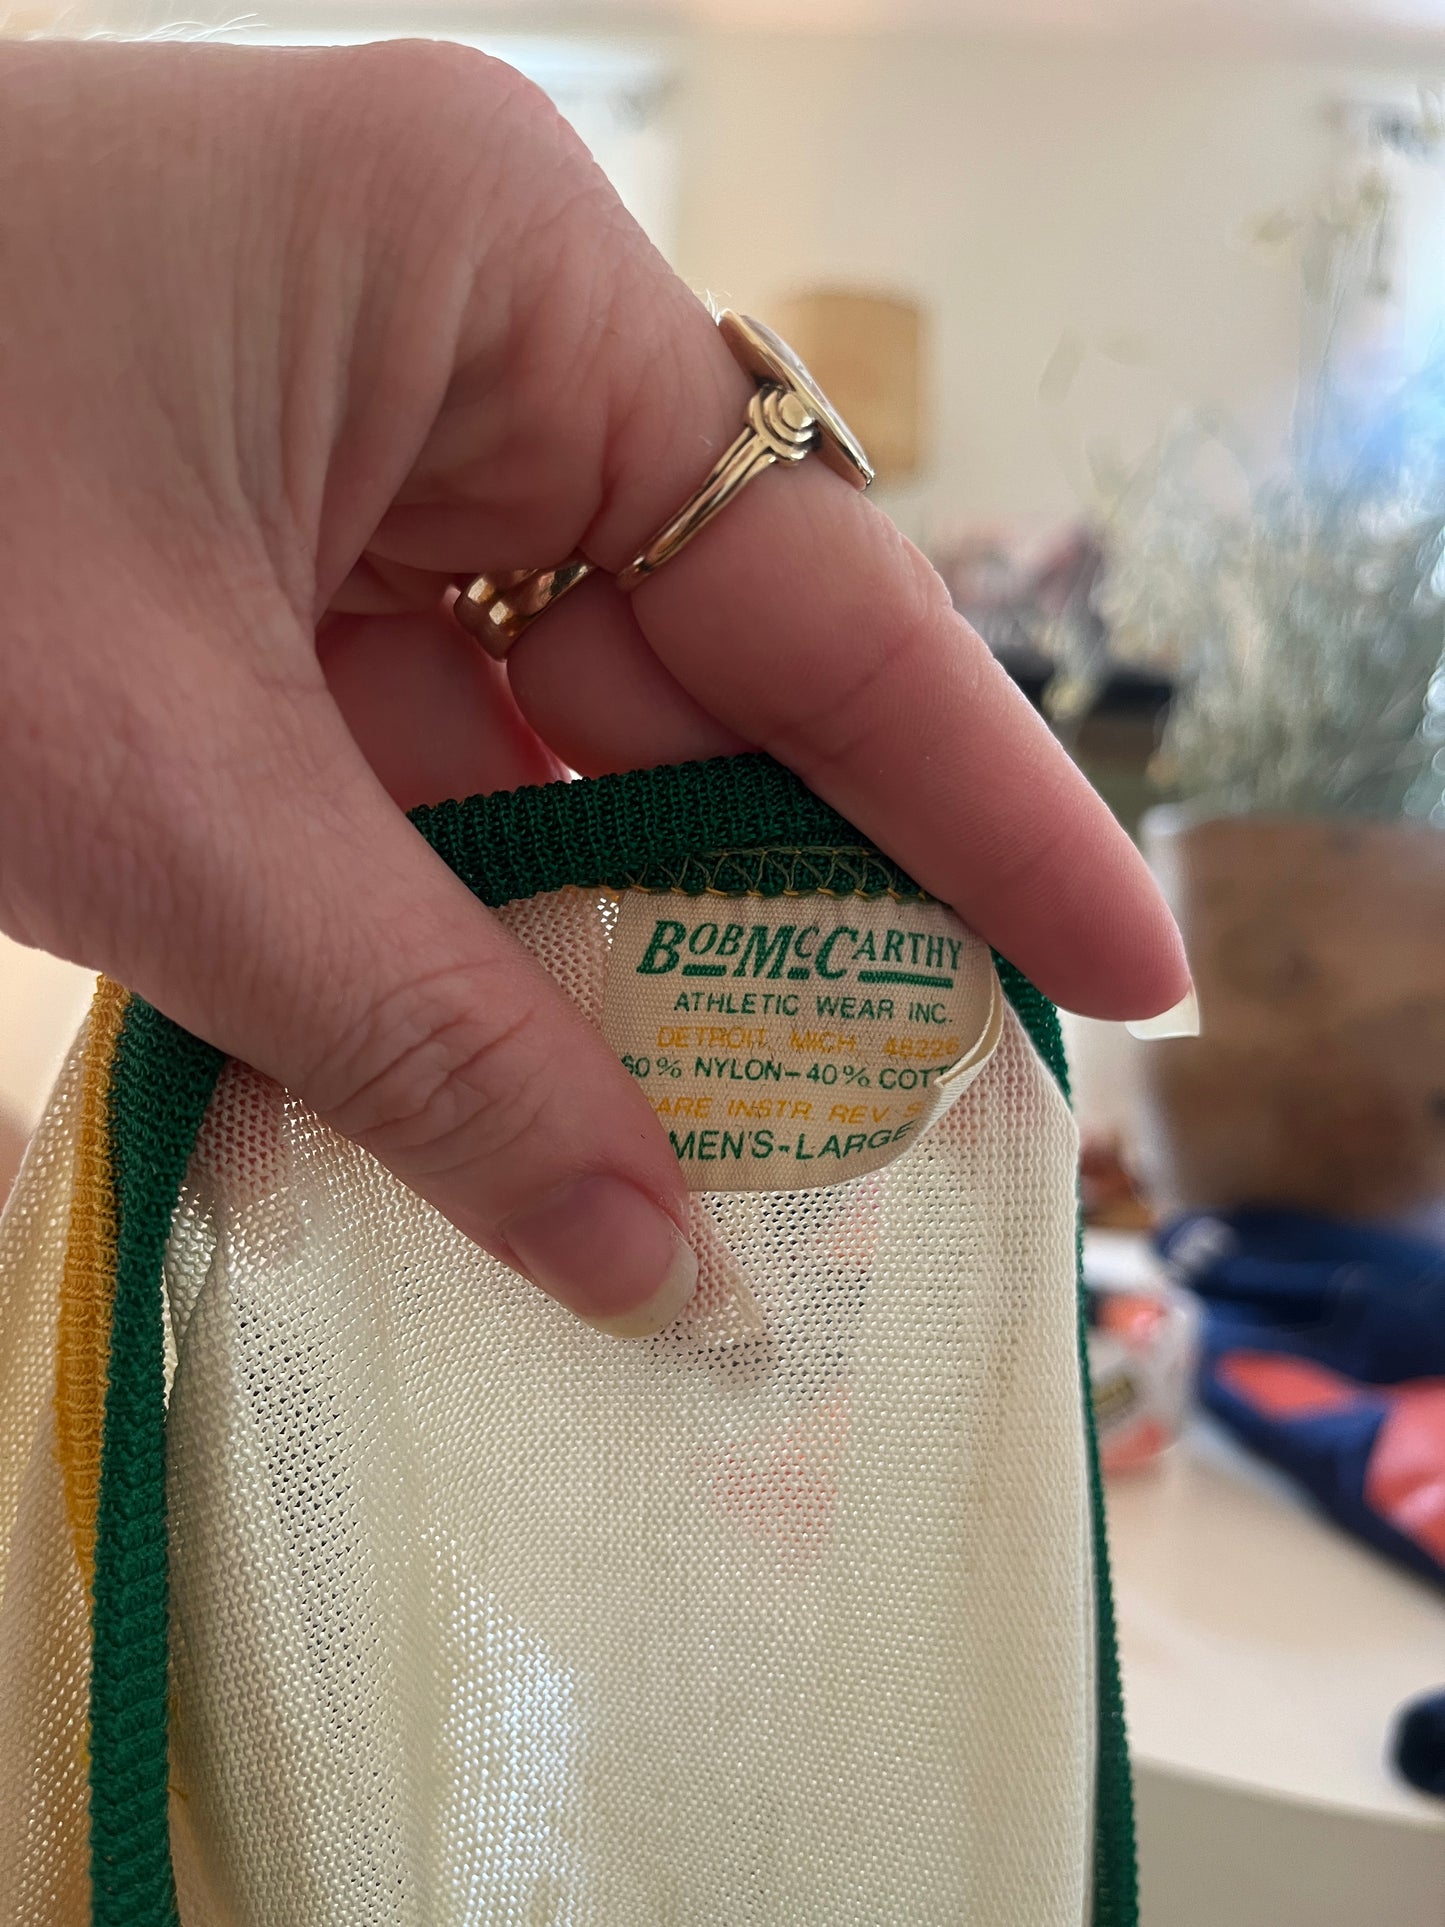 BOBMCCARTHY
ATHLETIC WEAR INC.
DETROIT, MICH. 48226
60% NYLON-40% COTT
CARE INSTR. REV. S
MEN'S-LARGE